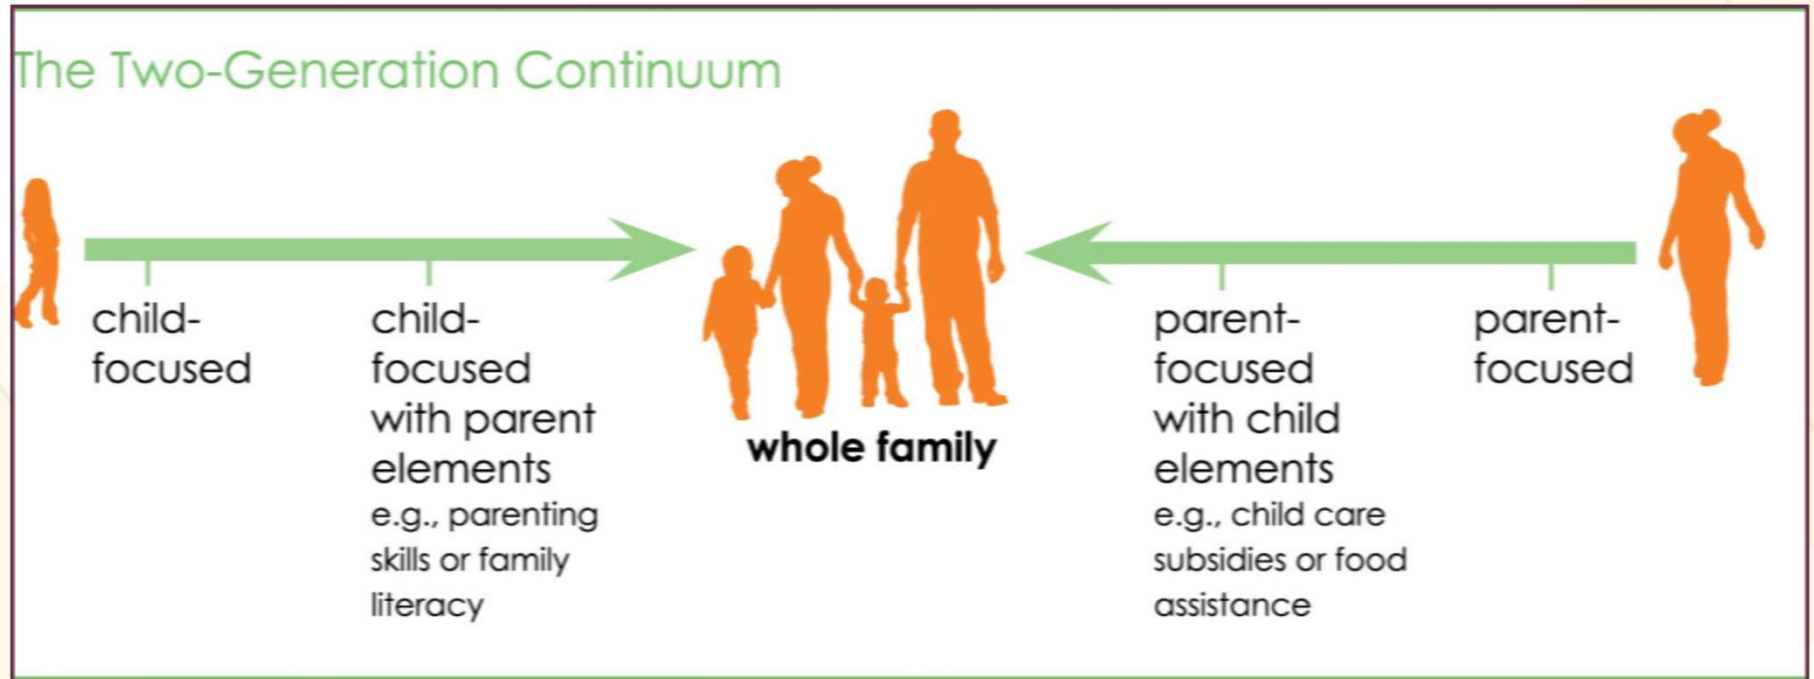 The Two-Generation Continuum
child-
focused
child-
focused
with parent
elements
e.g., parenting
skills or family
literacy
whole family
parent-
focused
with child
elements
e.g., child care
subsidies or food
assistance
parent-
focused